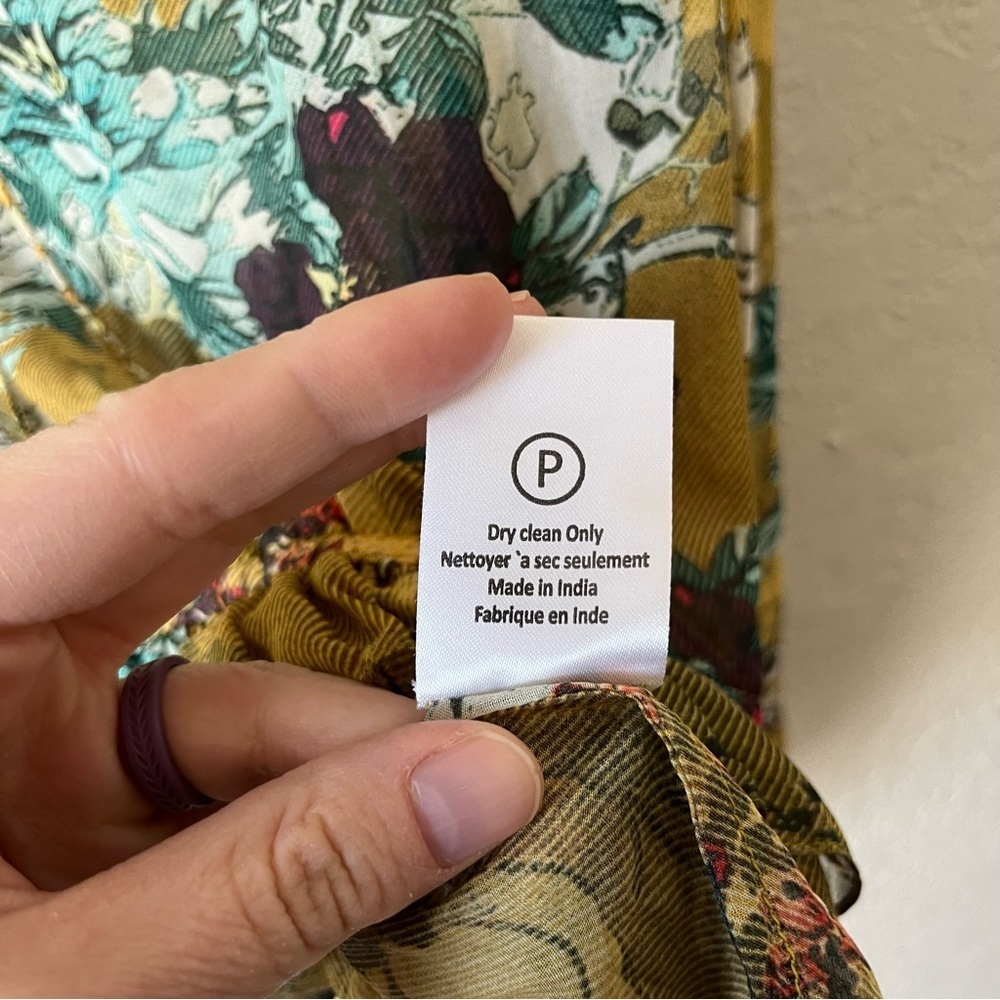 P
Dry clean Only
Nettoyer `a sec seulement
Made in India
Fabrique en Inde